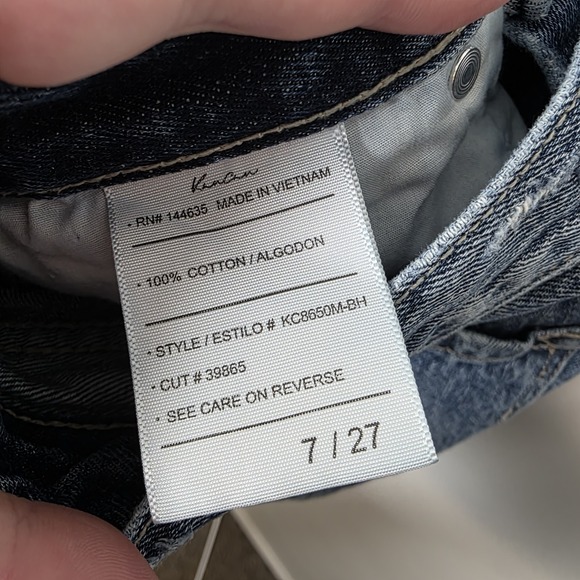 KanCan
• RN# 144635 MADE IN VIETNAM
• 100% COTTON / ALGODON
• STYLE / ESTILO # KC8650M-BH
• CUT # 39865
• SEE CARE ON REVERSE
7 / 27